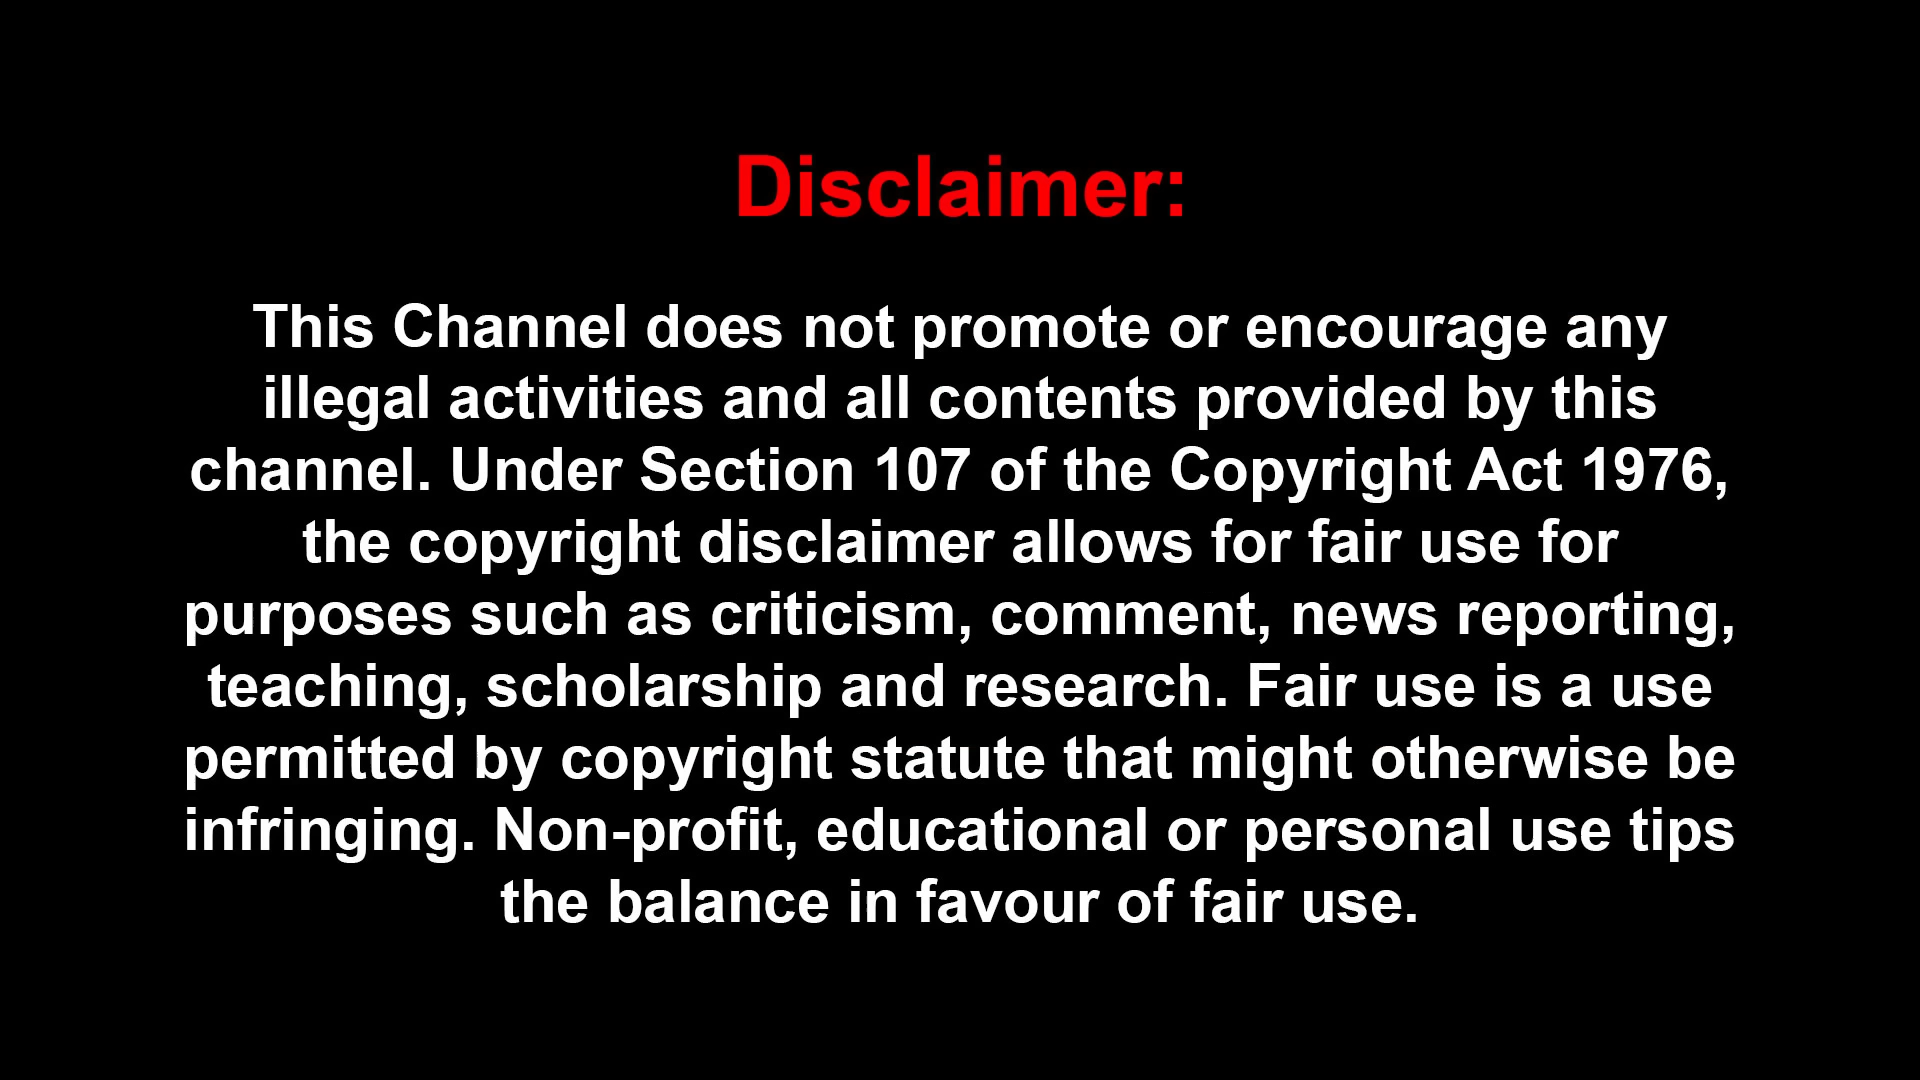 Disclaimer:
This Channel does not promote or encourage any
illegal activities and all contents provided by this
channel. Under Section 107 of the Copyright Act 1976,
the copyright disclaimer allows for fair use for
purposes such as criticism, comment, news reporting,
teaching, scholarship and research. Fair use is a use
permitted by copyright statute that might otherwise be
infringing. Non-profit, educational or personal use tips
the balance in favour of fair use.